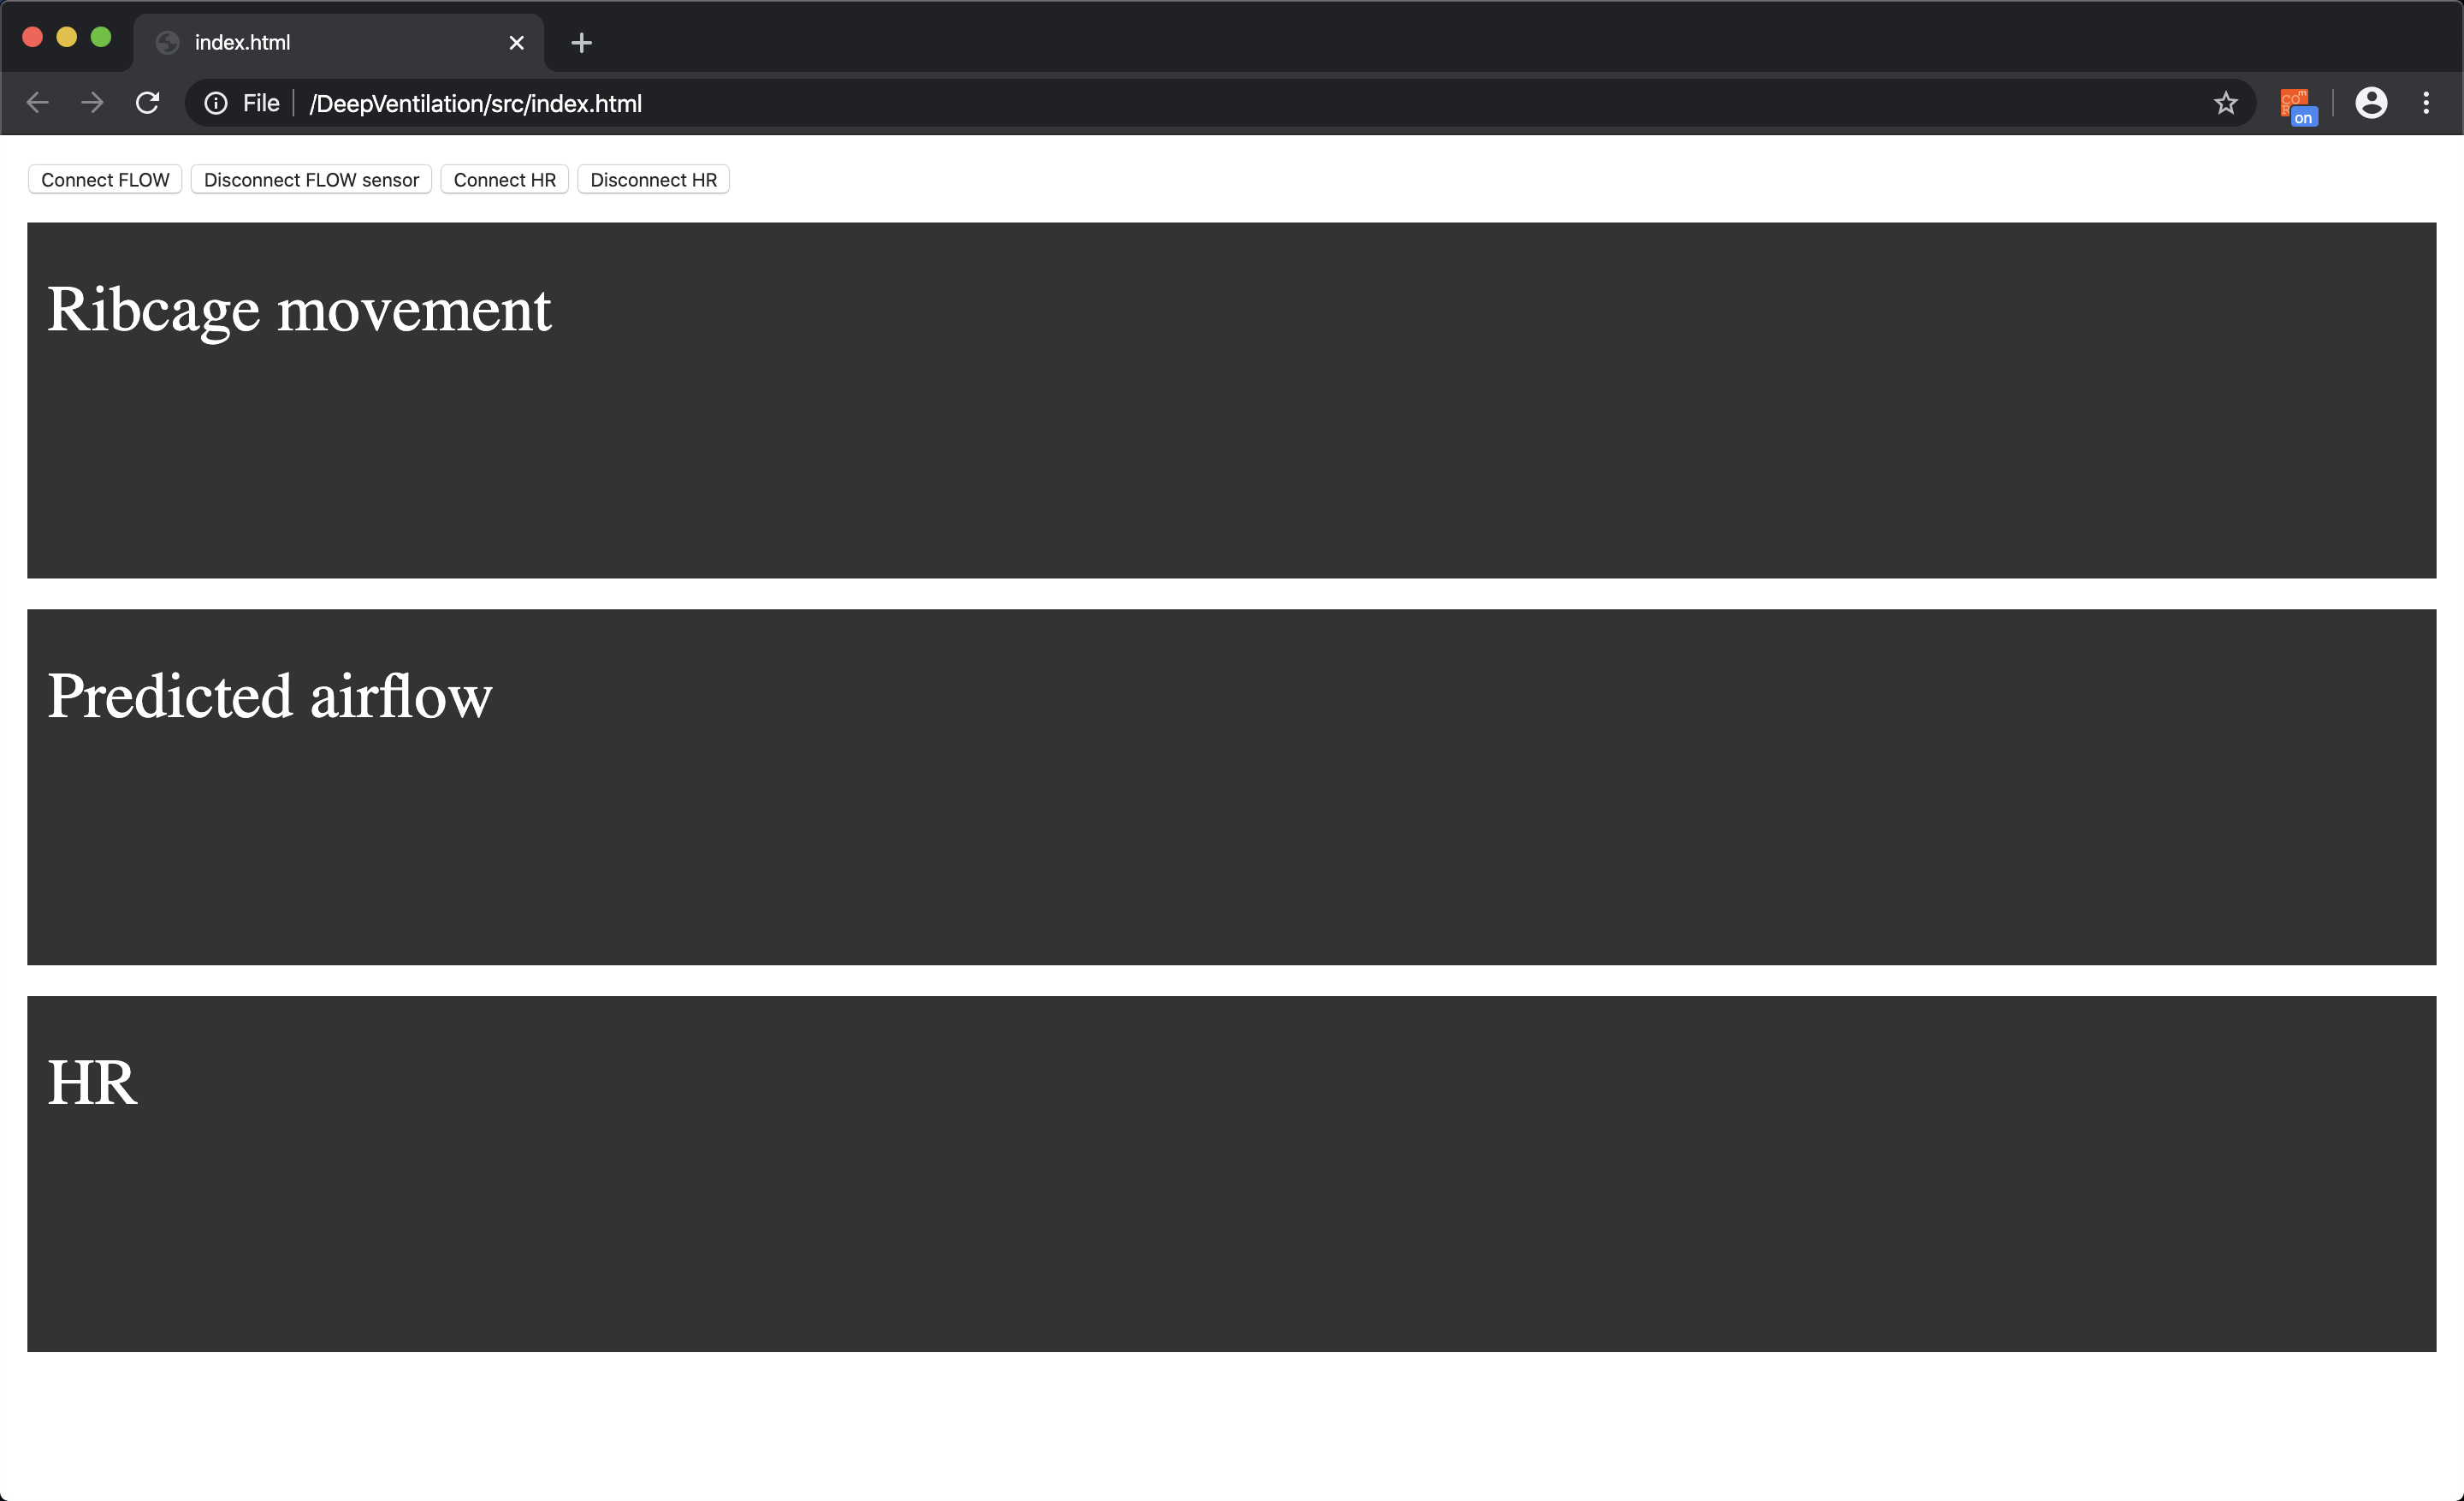 index.html
File /DeepVentilation/src/index.html
on
Connect FLOW Disconnect FLOW sensor Connect HR Disconnect HR
Ribcage movement
Predicted airflow
HR